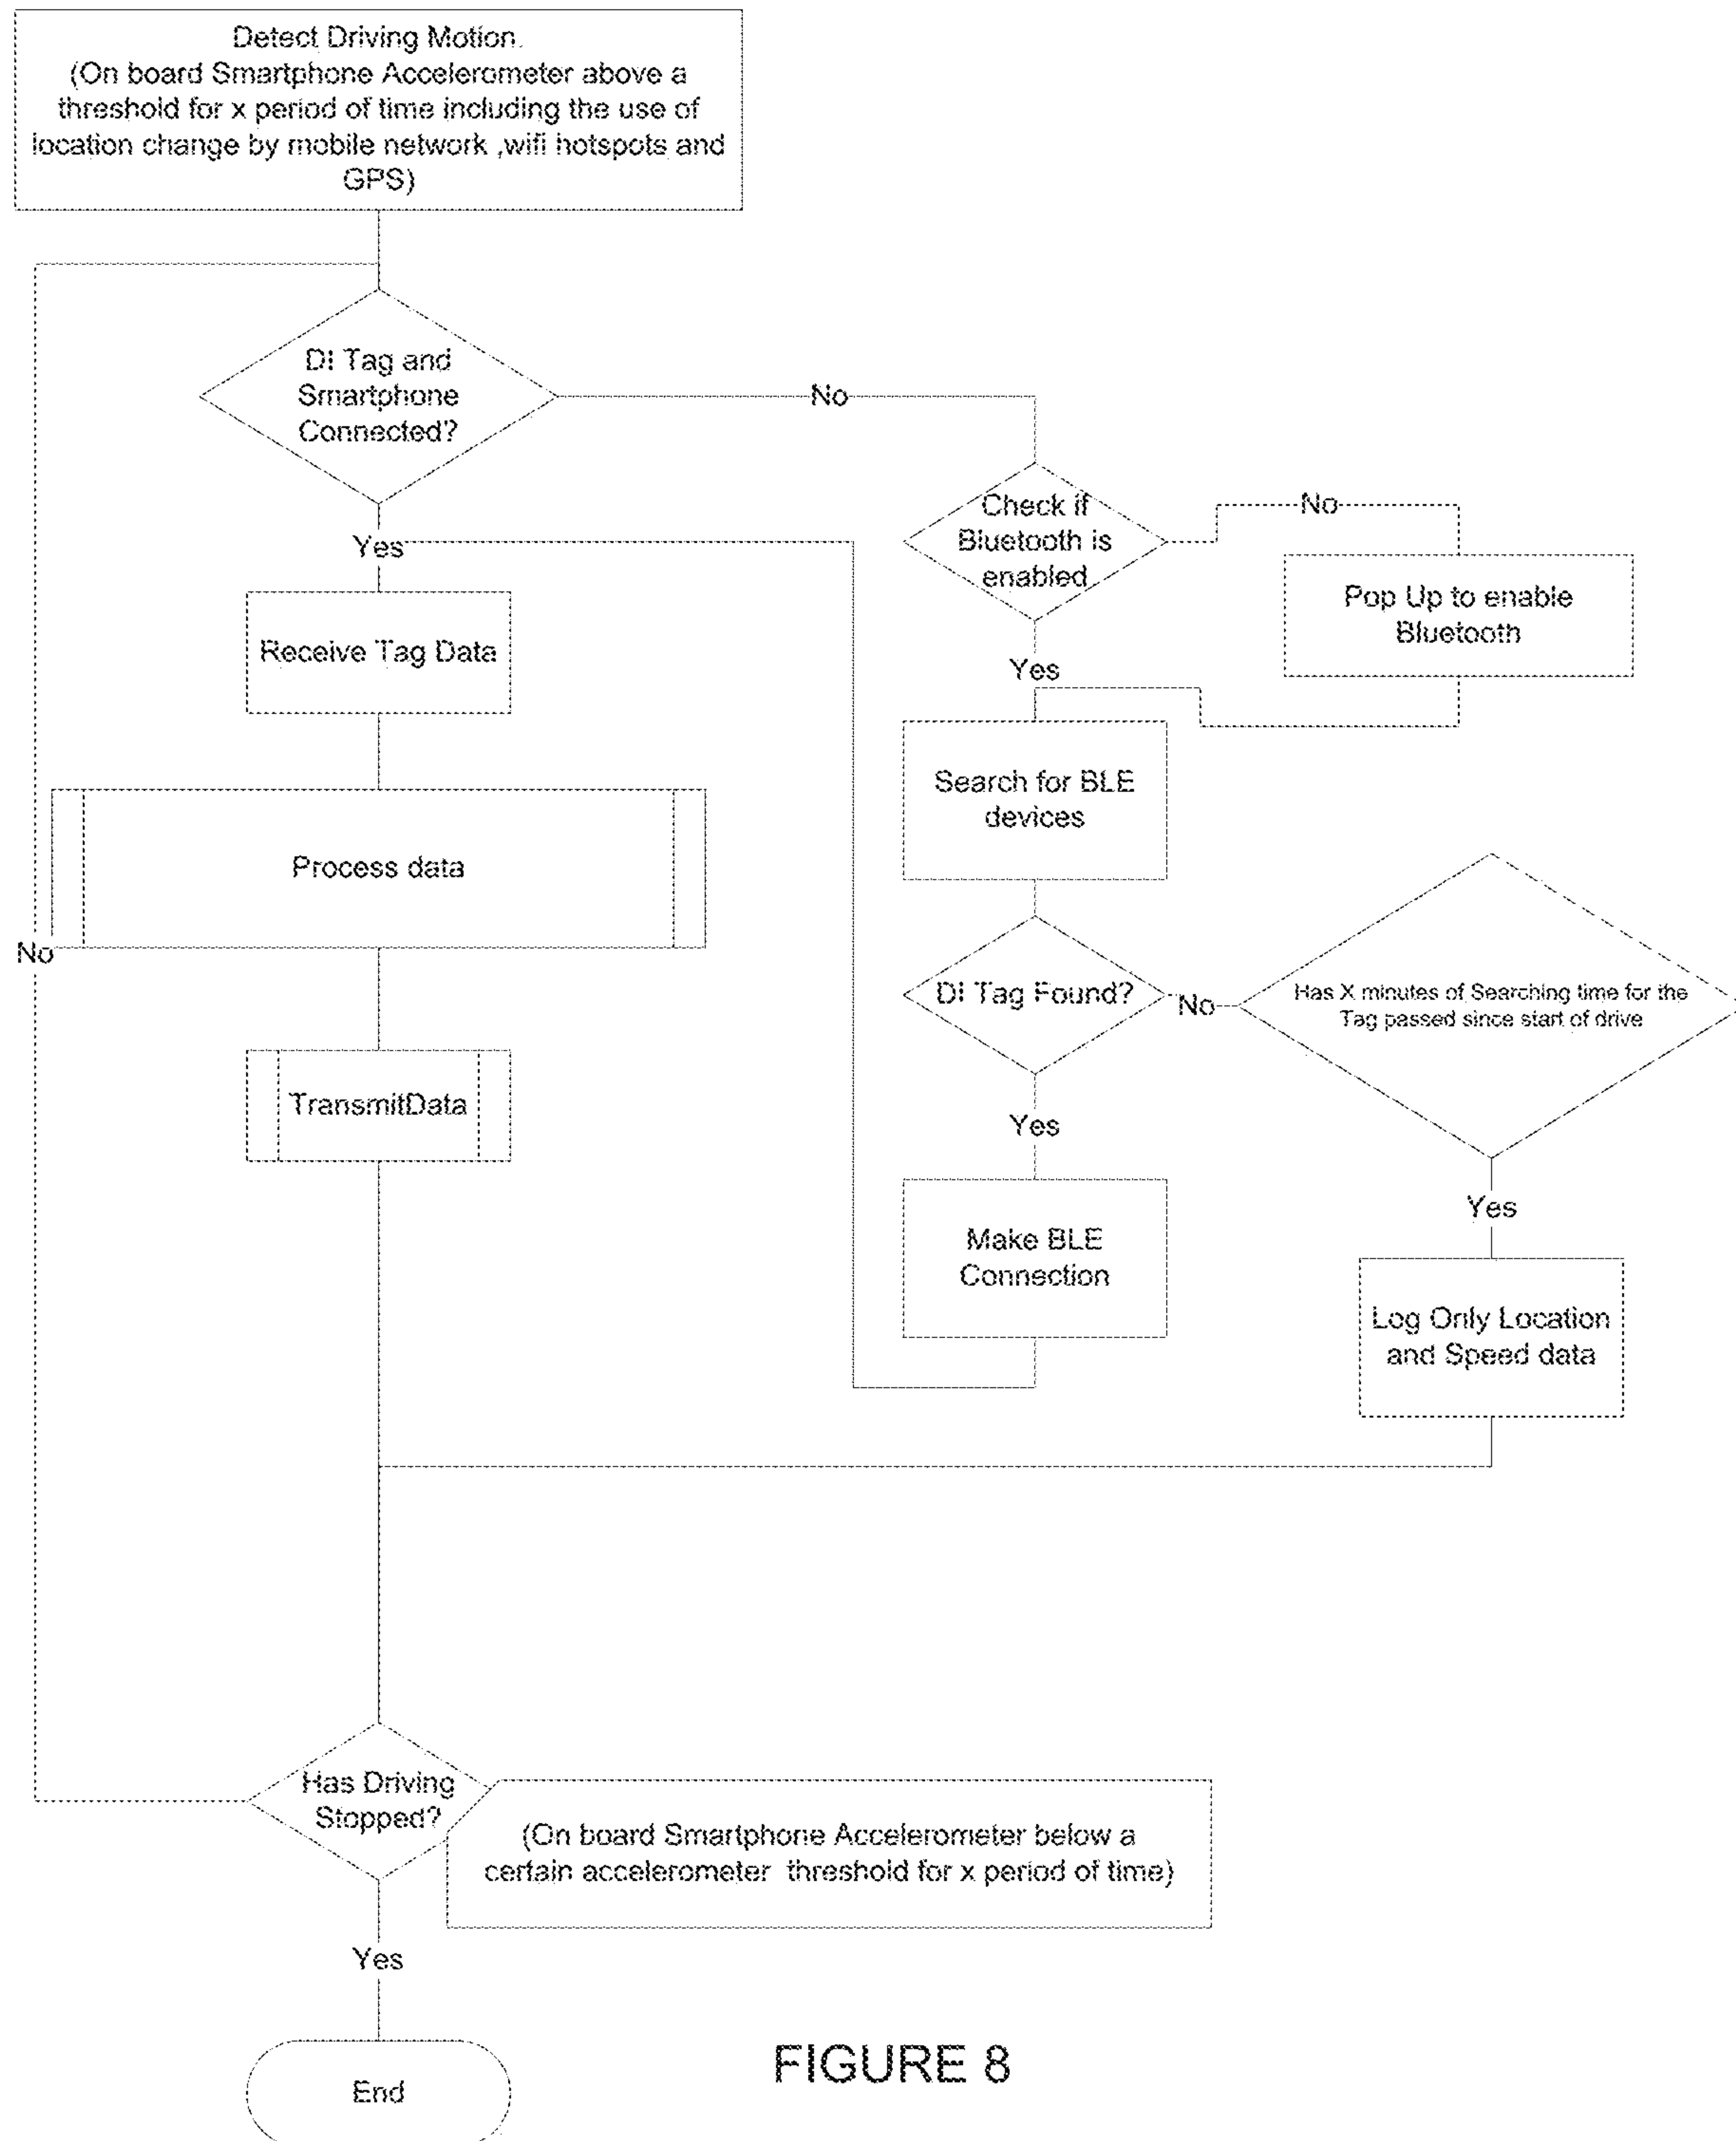 Detect Driving Motion.
(On board Smartphone Accelerometer above a
threshold for x period of time including the use of
location change by mobile network ,wifi hotspots and
GPS)
DI Tag and
Smartphone
Connected?
No
Check if
Bluetooth is
enabled
No
Pop Up to enable
Bluetooth
Yes
Receive Tag Data
Yes
Search for BLE
devices
Process data
No
DI Tag Found?
No
Has X minutes of Searching time for the
Tag passed since start of drive
TransmitData
Yes
Yes
Make BLE
Connection
Log Only Location
and Speed data
Has Driving
Stopped?
(On board Smartphone Accelerometer below a
certain accelerometer  threshold for x period of time)
Yes
End
FIGURE 8